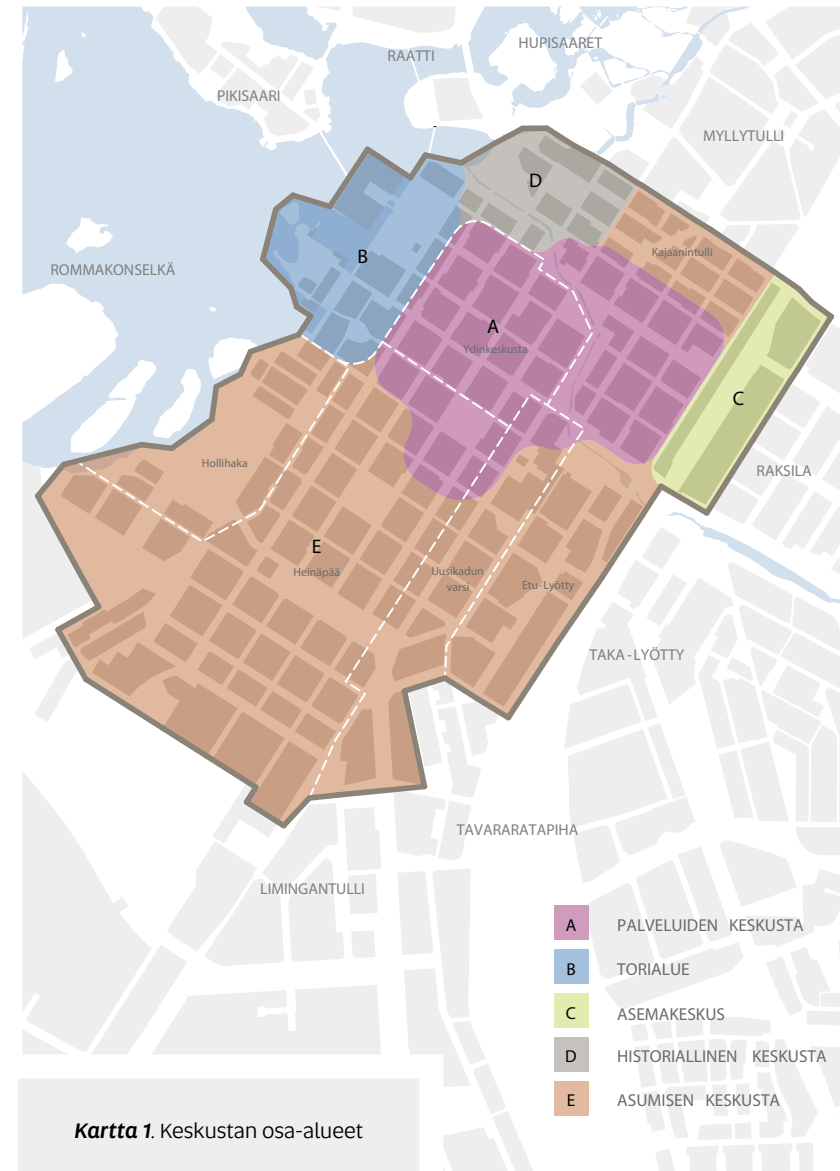 HUPISAARET
RAATTI
PIKISAARI
MYLLYTULLI
D
Kajaanintulli
B
ROMMAKONSELKÄ
A
Ydinkeskusta
C
Hollihaka
RAKSILA
E
Heinäpää
Uusikadun
varsi
Etu-Lyötty
TAKA-LYÖTTY
TAVARARATAPIHA
LIMINGANTULLI
A PALVELUIDEN KESKUSTA
B TORIALUE
C ASEMAKESKUS
D HISTORIALLINEN KESKUSTA
E ASUMISEN KESKUSTA
Kartta 1. Keskustan osa-alueet